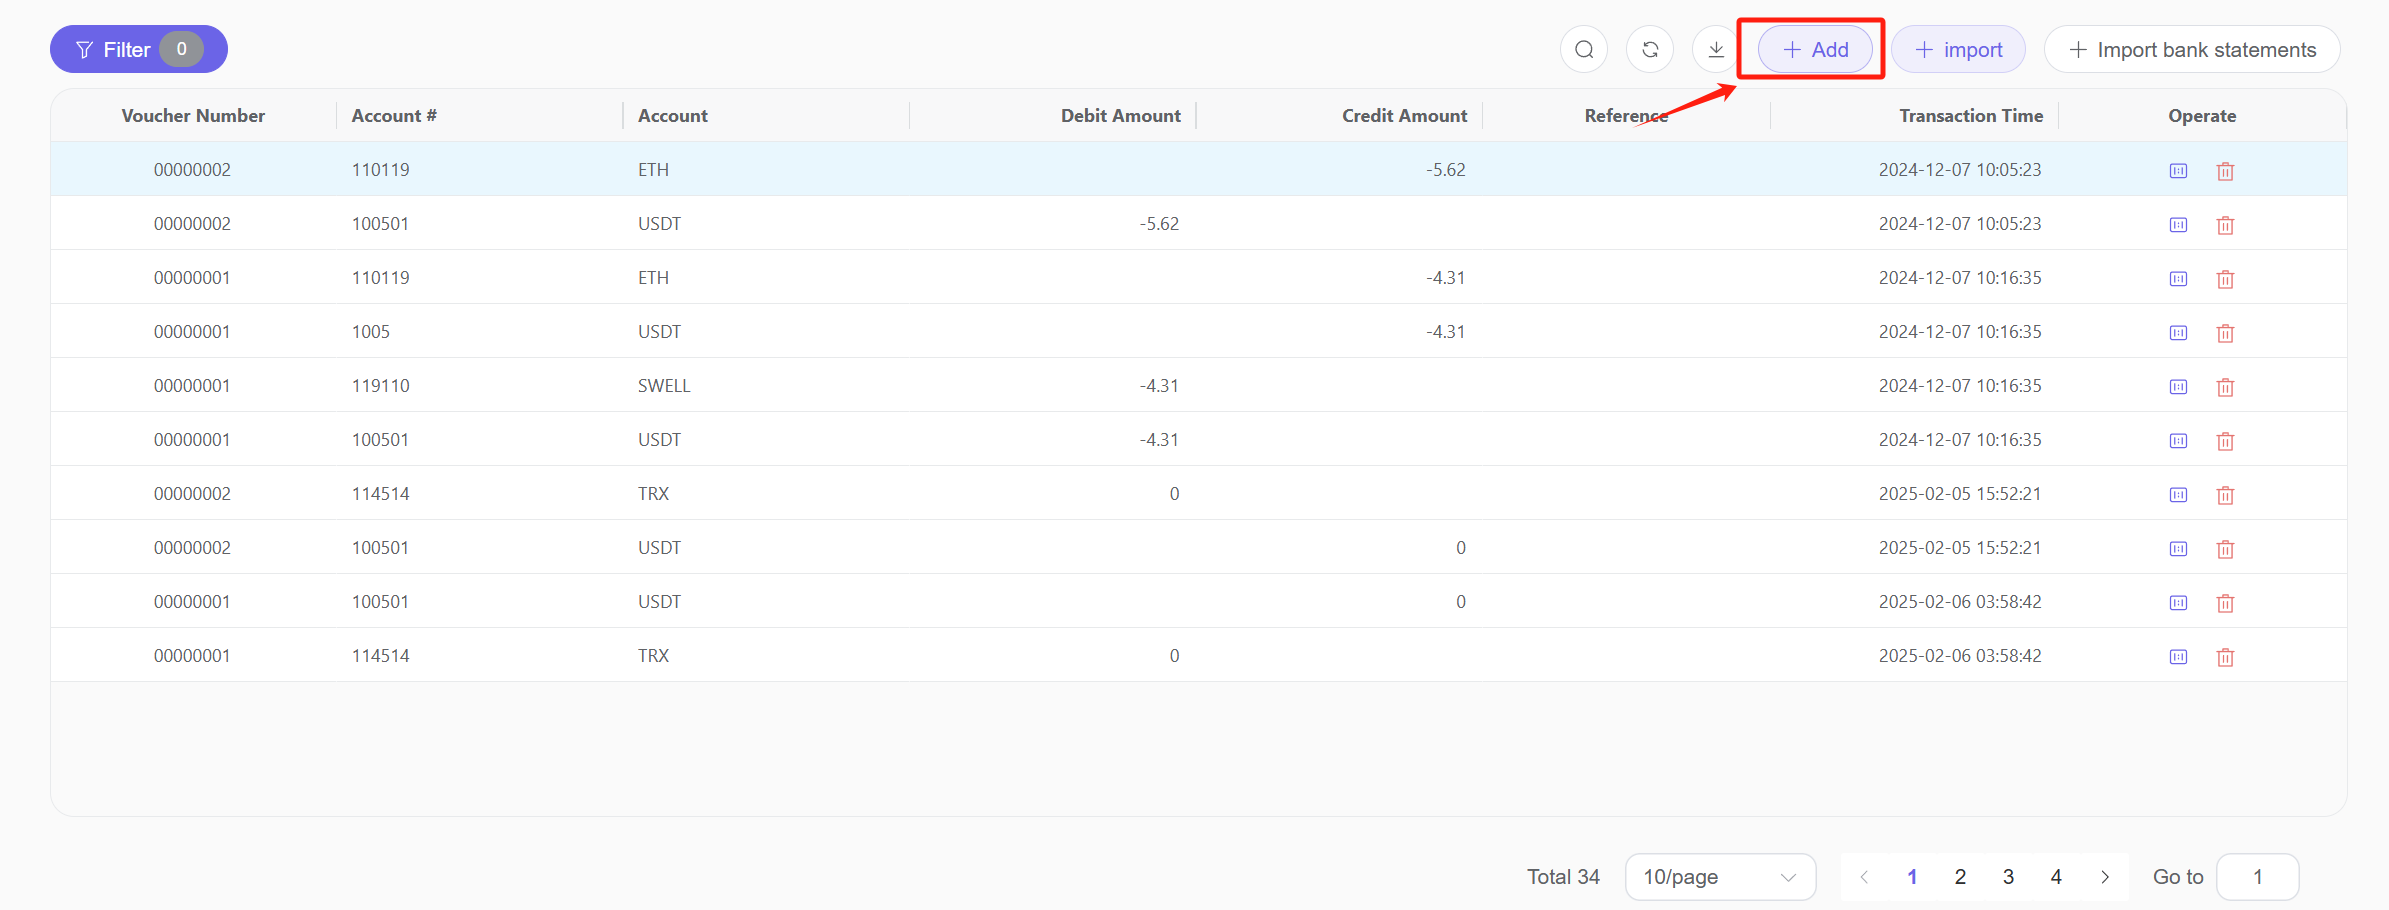 Filter 0 + Add + import + Import bank statements
Voucher Number Account # Account Debit Amount Credit Amount Reference Transaction Time Operate
00000002 110119 ETH -5.62 2024-12-07 10:05:23
00000002 100501 USDT -5.62 2024-12-07 10:05:23
00000001 110119 ETH -4.31 2024-12-07 10:16:35
00000001 1005 USDT -4.31 2024-12-07 10:16:35
00000001 119110 SWELL -4.31 2024-12-07 10:16:35
00000001 100501 USDT -4.31 2024-12-07 10:16:35
00000002 114514 TRX 0 2025-02-05 15:52:21
00000002 100501 USDT 0 2025-02-05 15:52:21
00000001 100501 USDT 0 2025-02-06 03:58:42
00000001 114514 TRX 0 2025-02-06 03:58:42
Total 34 10/page < 1 2 3 4 > Go to 1